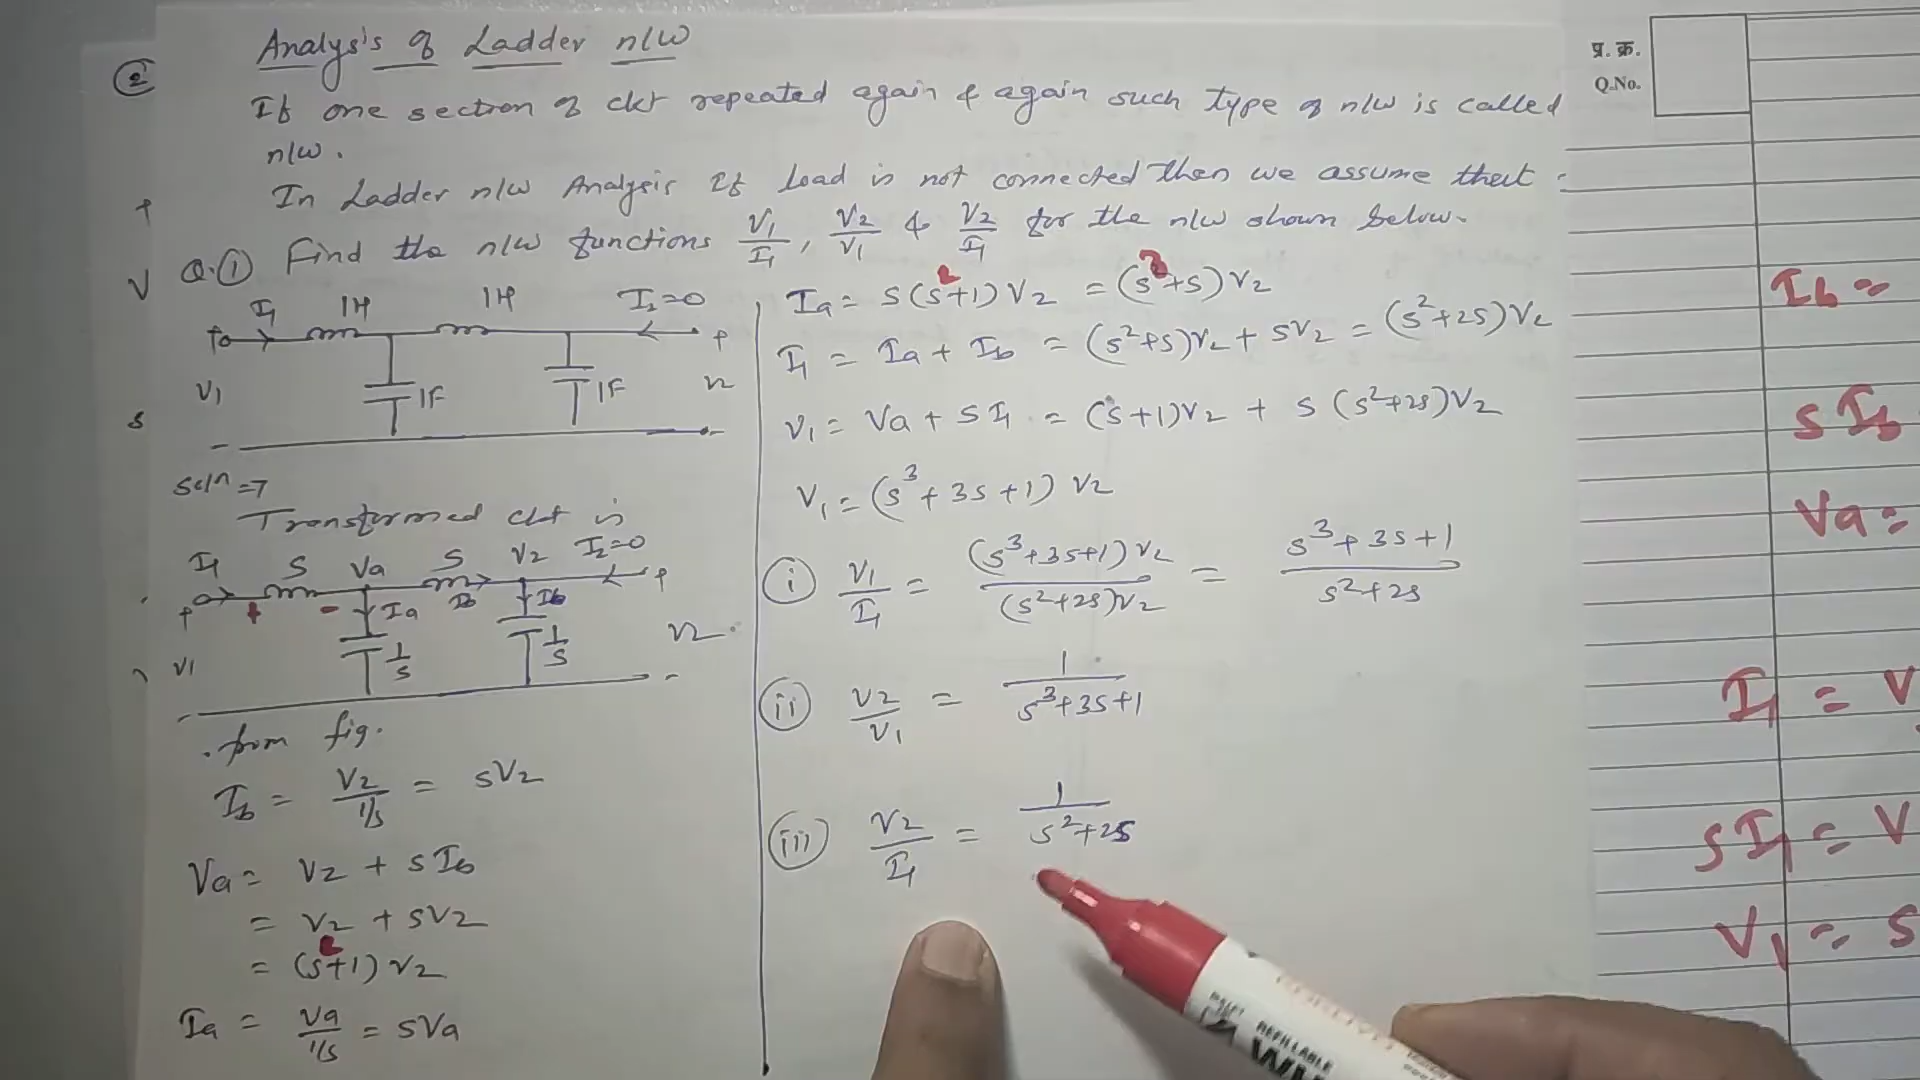 ② Analysis of Ladder n/w
If one section of ckt repeated again & again such type of n/w is called
n/w.
In Ladder n/w Analysis If Load is not connected then we assume that
Q.① Find the n/w functions V1/I1, V2/V1 & V2/I1 for the n/w shown below.
I1 1H 1H I2=0
+ +
V1 1F 1F V2
- -
Soln ⇒
Transformed ckt is
I1 S Va S V2 I2=0
+ + - Ia Ib Ib +
V1 1/s 1/s V2
- -
from fig.
Ib = V2/1/s = sV2
Va = V2 + sIb
= V2 + sV2
= (s²+1) V2
Ia = Va/1/s = sVa
Ia = s(s²+1) V2 = (s³+s) V2
I1 = Ia + Ib = (s²+s)V2 + sV2 = (s²+2s) V2
V1 = Va + sI1 = (s+1)V2 + s (s²+2s)V2
V1 = (s³+3s+1) V2
(i) V1/I1 = (s³+3s+1) V2/(s²+2s)V2 = s³+3s+1/s²+2s
(ii) V2/V1 = 1/s³+3s+1
(iii) V2/I1 = 1/s²+2s
प्र. क्र.
Q.No.
Ib =
sIb
Va =
I1 = V
sI1 = V
V1 = s
REFILLABLE